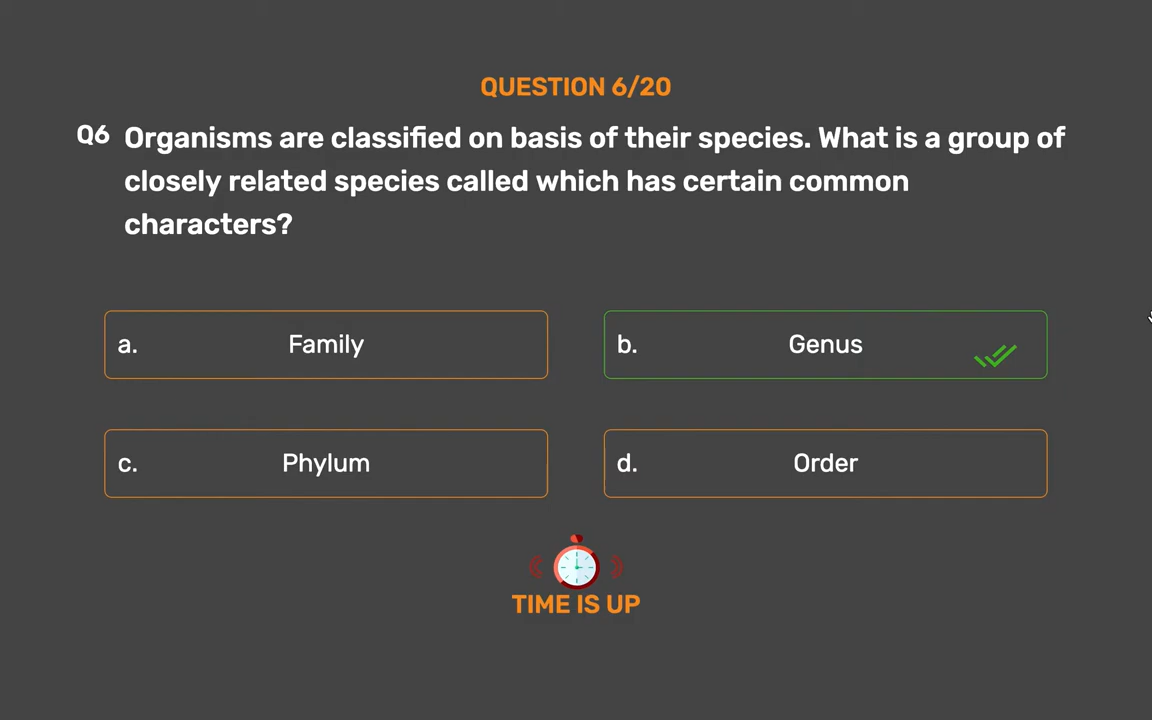 QUESTION 6/20
Q6 Organisms are classified on basis of their species. What is a group of
closely related species called which has certain common
characters?
a. Family
b. Genus
c. Phylum
d. Order
TIME IS UP